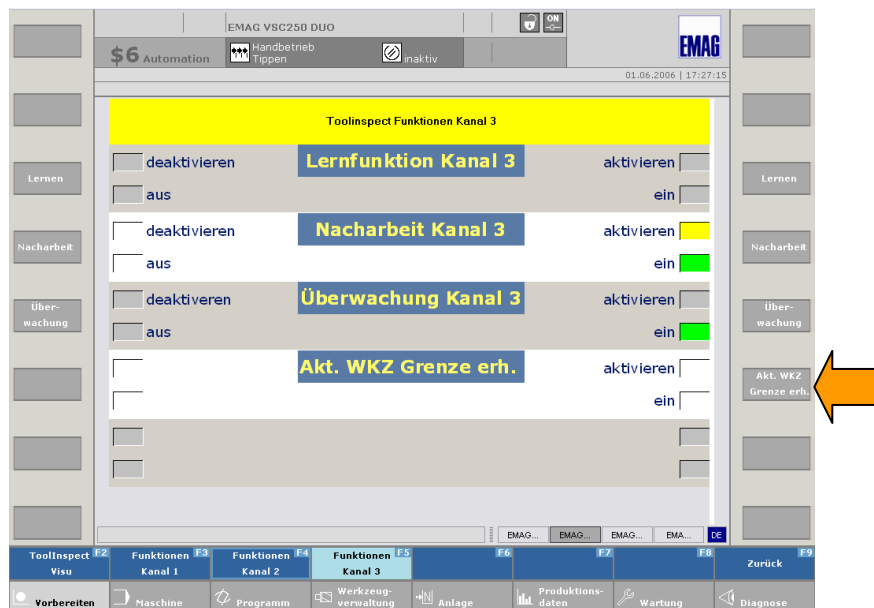 EMAG VSC250 DUO
ON
EMAG
$6 Automation
Handbetrieb
Tippen
inaktiv
01.06.2006 | 17:27:15
Toolinspect Funktionen Kanal 3
deaktivieren Lernfunktion Kanal 3 aktivieren
aus ein
Lernen Lernen
deaktivieren Nacharbeit Kanal 3 aktivieren
Nacharbeit Nacharbeit
aus ein
deaktiveren Überwachung Kanal 3 aktivieren
Über-
wachung
Über-
wachung
aus ein
Akt. WKZ Grenze erh. aktivieren
Akt. WKZ
Grenze erh.
ein
EMAG... EMAG... EMAG... EMA... DE
ToolInspect F2
Visu
Funktionen F3
Kanal 1
Funktionen F4
Kanal 2
Funktionen F5
Kanal 3
F6
F7
F8
Zurück F9
Vorbereiten
Maschine
Programm
Werkzeug-
verwaltung
Anlage
Produktions-
daten
Wartung
Diagnose